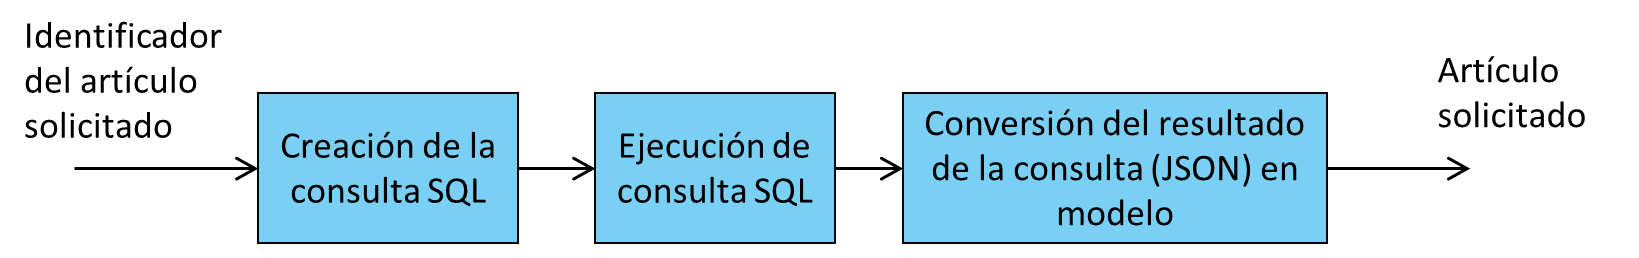 Identificador
del artículo
solicitado
Creación de la
consulta SQL
Ejecución de
consulta SQL
Conversión del resultado
de la consulta (JSON) en
modelo
Artículo
solicitado